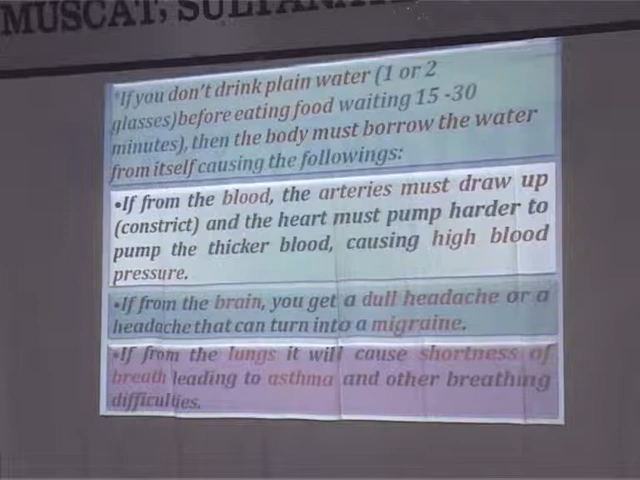 MUSCAT, SULTANATE
*If you don't drink plain water (1 or 2
glasses)before eating food waiting 15 -30
minutes), then the body must borrow the water
from itself causing the followings:
•If from the blood, the arteries must draw up
(constrict) and the heart must pump harder to
pump the thicker blood, causing high blood
pressure.
•If from the brain, you get a dull headache or a
headache that can turn into a migraine.
•If from the lungs it will cause shortness of
breath leading to asthma and other breathing
difficulties.